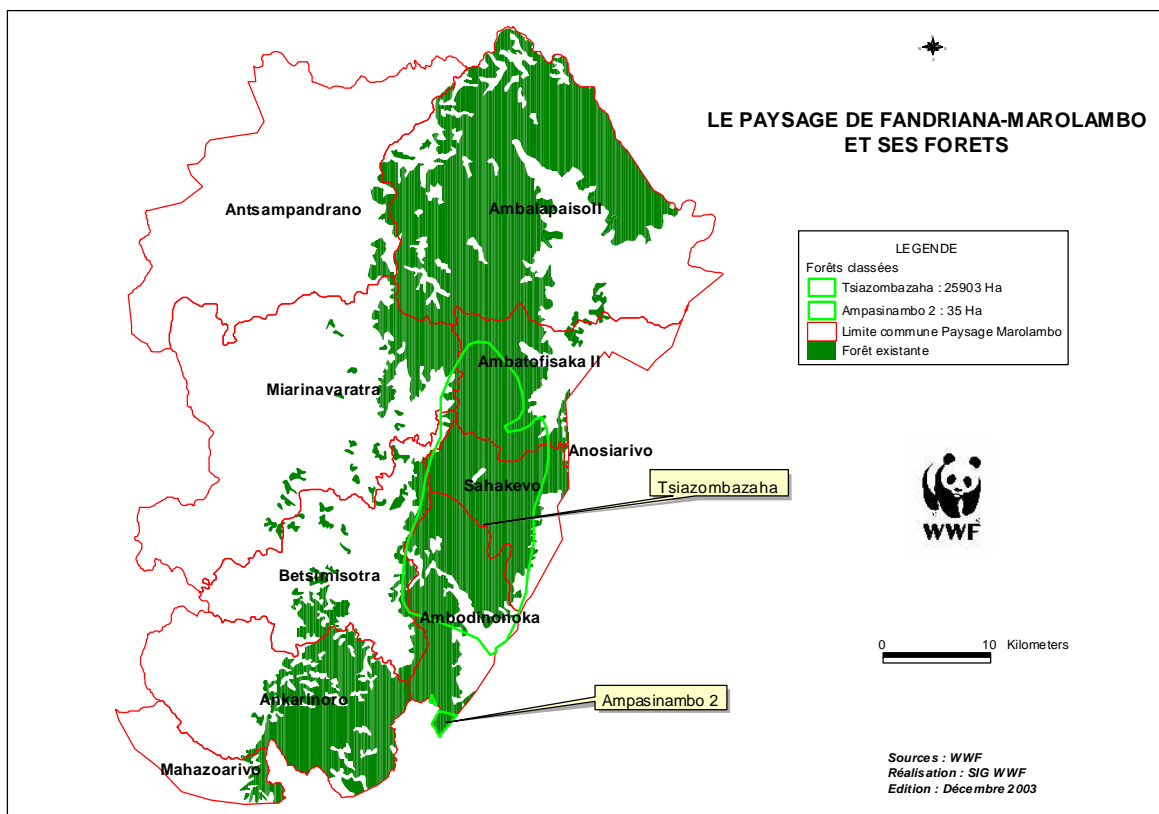 LE PAYSAGE DE FANDRIANA-MAROLAMBO
ET SES FORETS
Antsampandrano
AmbalapaisoII
LEGENDE
Forêts classées
Tsiazombazaha : 25903 Ha
Ampasinambo 2 : 35 Ha
Limite commune Paysage Marolambo
Forêt existante
Ambatofisaka II
Miarinavaratra
Anosiarivo
Sahakevo
Tsiazombazaha
WWF
Betsimisotra
Ambodinonoka
0 10 Kilometers
Ankarinoro
Ampasinambo 2
Mahazoarivo
Sources : WWF
Réalisation : SIG WWF
Edition : Décembre 2003